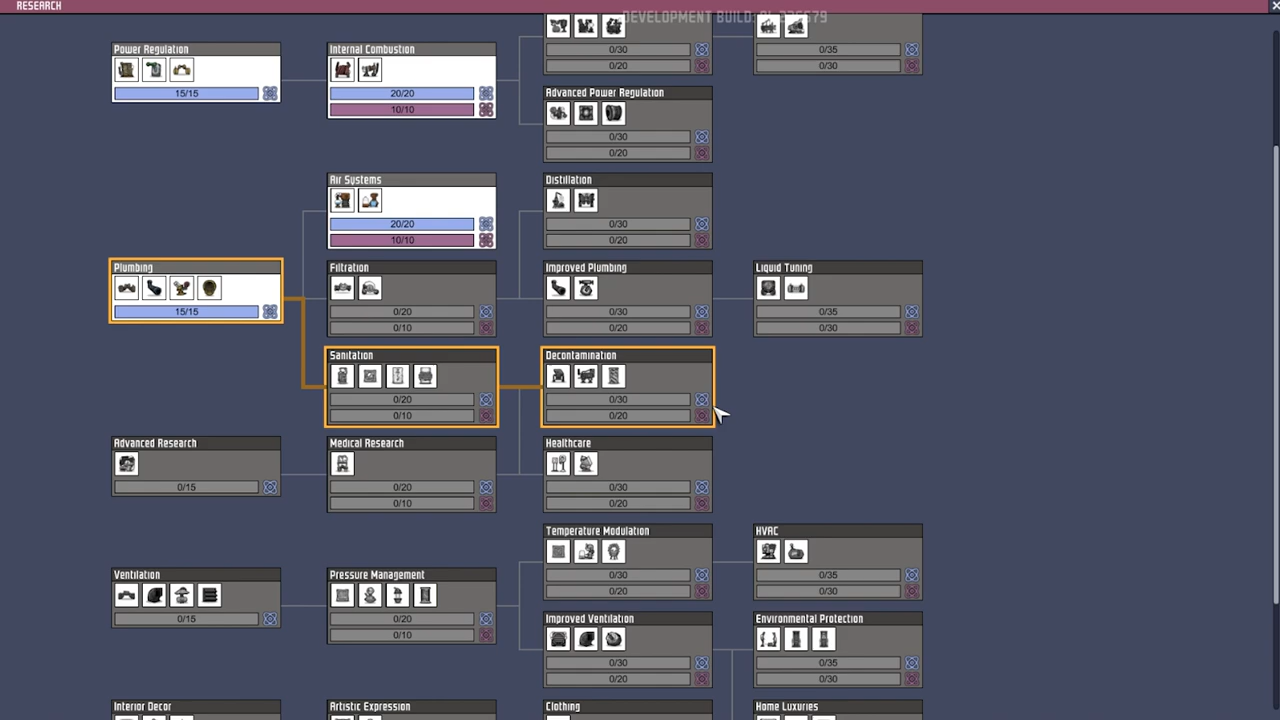 RESEARCH
DEVELOPMENT BUILD:
0/30
0/20
0/35
0/30
Power Regulation
15/15
Internal Combustion
20/20
10/10
Advanced Power Regulation
0/30
0/20
Air Systems
20/20
10/10
Distillation
0/30
0/20
Plumbing
15/15
Filtration
0/20
0/10
Improved Plumbing
0/30
0/20
Liquid Tuning
0/35
0/30
Sanitation
0/20
0/10
Decontamination
0/30
0/20
Advanced Research
0/15
Medical Research
0/20
0/10
Healthcare
0/30
0/20
Temperature Modulation
0/30
0/20
HVAC
0/35
0/30
Ventilation
0/15
Pressure Management
0/20
0/10
Improved Ventilation
0/30
0/20
Environmental Protection
0/35
0/30
Interior Decor
Artistic Expression
Clothing
Home Luxuries